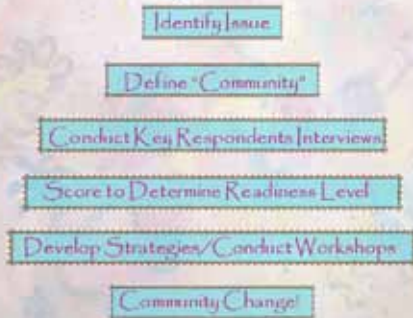 Identify Issue
Define "Community"
Conduct Key Respondents Interviews
Score to Determine Readiness Level
Develop Strategies/Conduct Workshops
Community Change!